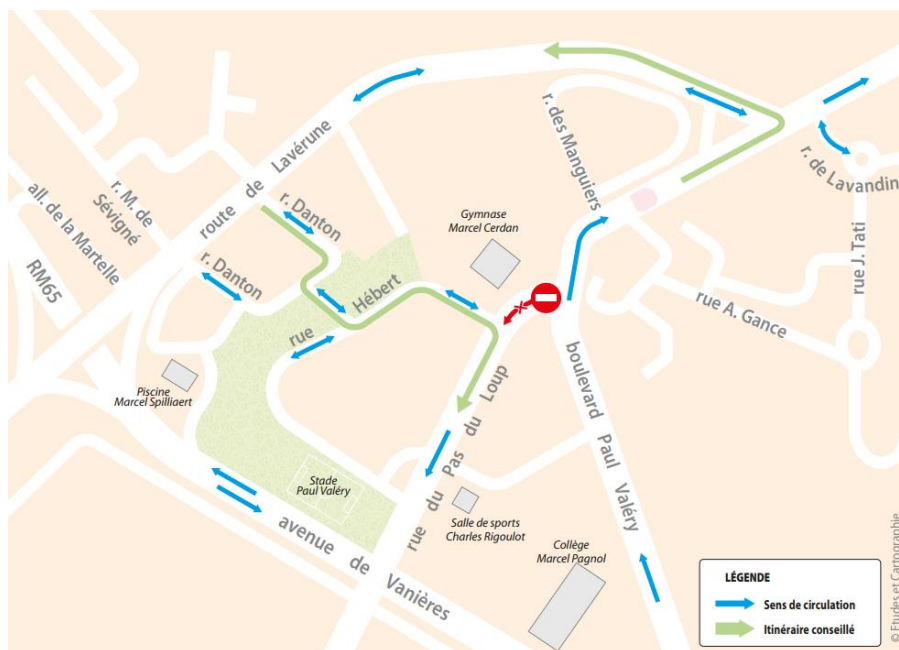 route de Lavérune
r. des Manguiers
r. de Lavandin
r. M. de
Sévigné
all. de la Martelle
RM65
r. Danton
r. Danton
Gymnase
Marcel Cerdan
rue J. Tati
rue Hébert
rue A. Gance
Piscine
Marcel Spilliaert
rue du Pas du Loup
boulevard Paul Valéry
Stade
Paul Valéry
Salle de sports
Charles Rigoulot
avenue de Vanières
Collège
Marcel Pagnol
LÉGENDE
Sens de circulation
Itinéraire conseillé
© Etudes et Cartographie